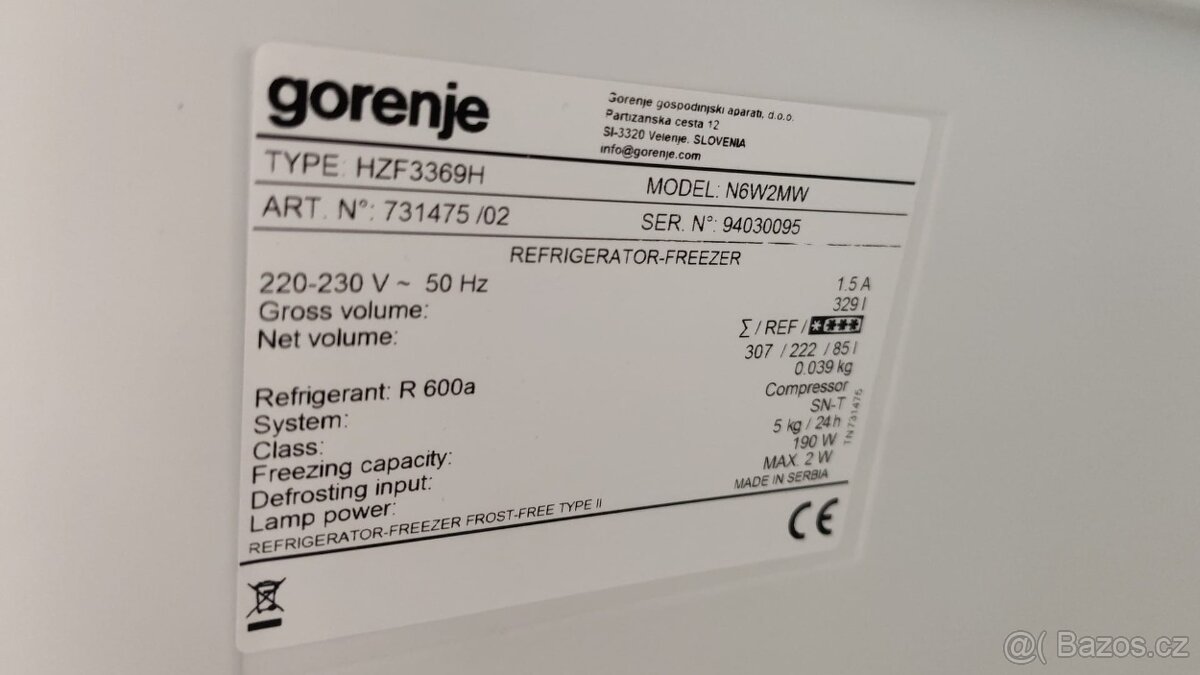 gorenje
Gorenje gospodinjski aparati, d.o.o.
Partizanska cesta 12
SI-3320 Velenje, SLOVENIA
info@gorenje.com
TYPE: HZF3369H MODEL: N6W2MW
ART. N°: 731475 /02 SER. N°: 94030095
REFRIGERATOR-FREEZER
220-230 V ~ 50 Hz 1.5 A
Gross volume: 329 l
Σ / REF / ****
Net volume: 307 / 222 / 85 l
Refrigerant: R 600a 0.039 kg
System: Compressor
Class: SN-T
Freezing capacity: 5 kg / 24h
Defrosting input: 190 W
Lamp power: MAX. 2 W
REFRIGERATOR-FREEZER FROST-FREE TYPE II MADE IN SERBIA
TN731475
CE
@( Bazos.cz